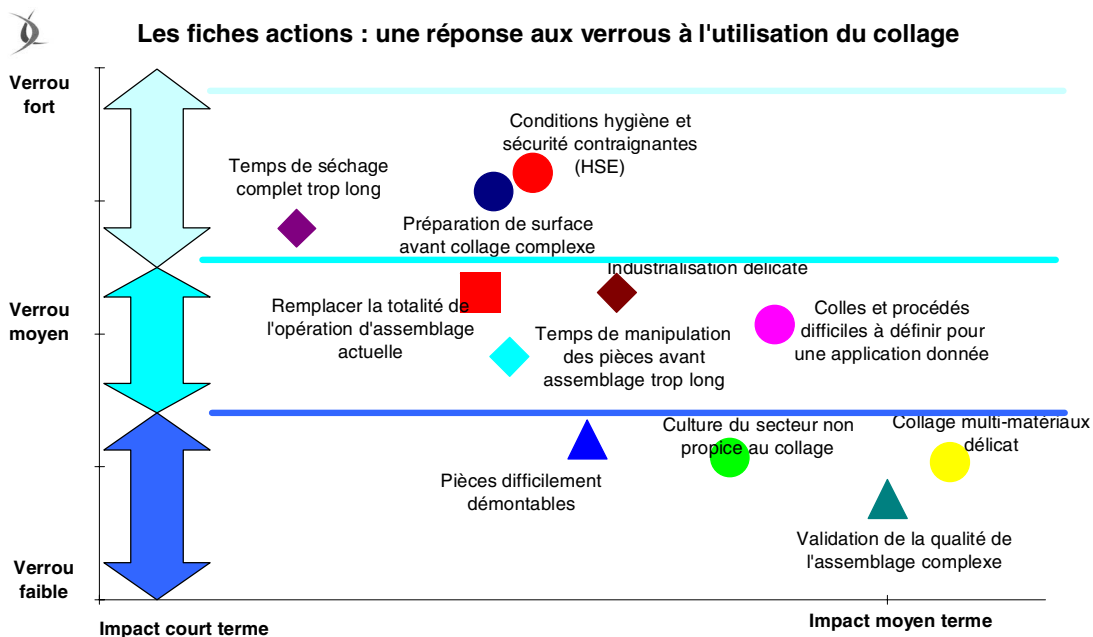 Les fiches actions : une réponse aux verrous à l'utilisation du collage
Verrou
fort
Conditions hygiène et
sécurité contraignantes
(HSE)
Temps de séchage
complet trop long
Préparation de surface
avant collage complexe
Industrialisation délicate
Verrou
moyen
Remplacer la totalité de
l'opération d'assemblage
actuelle
Temps de manipulation
des pièces avant
assemblage trop long
Colles et procédés
difficiles à définir pour
une application donnée
Culture du secteur non
propice au collage
Collage multi-matériaux
délicat
Pièces difficilement
démontables
Validation de la qualité de
l'assemblage complexe
Verrou
faible
Impact court terme
Impact moyen terme